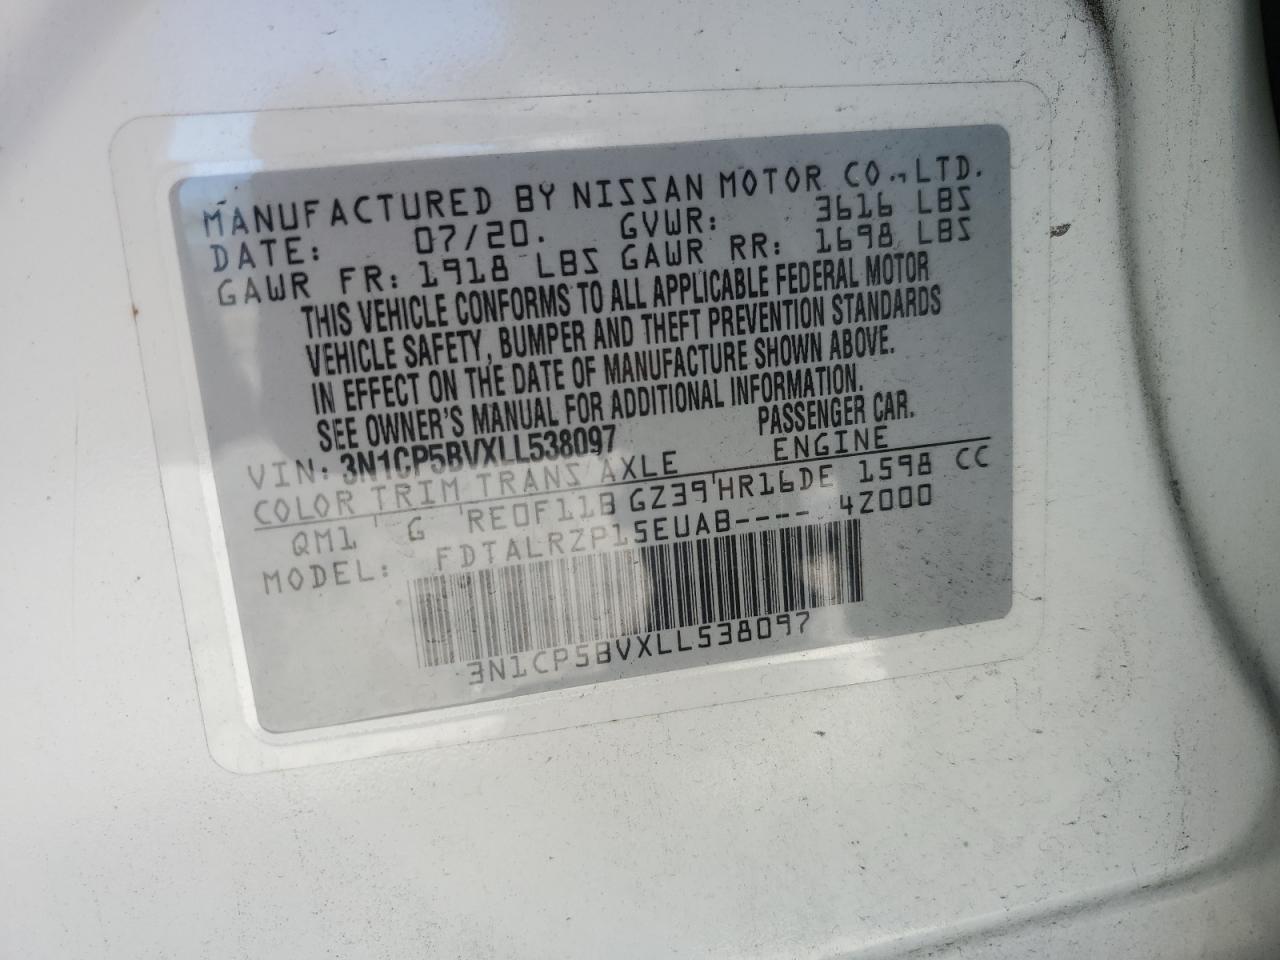 MANUFACTURED BY NISSAN MOTOR CO., LTD.
DATE: 07/20. GVWR: 3616 LBS
GAWR FR: 1918 LBS GAWR RR: 1698 LBS
THIS VEHICLE CONFORMS TO ALL APPLICABLE FEDERAL MOTOR
VEHICLE SAFETY, BUMPER AND THEFT PREVENTION STANDARDS
IN EFFECT ON THE DATE OF MANUFACTURE SHOWN ABOVE.
SEE OWNER'S MANUAL FOR ADDITIONAL INFORMATION.
VIN: 3N1CP5BVXLL538097 PASSENGER CAR.
COLOR TRIM TRANS AXLE ENGINE
QM1 G RE0F11B GZ39 HR16DE 1598 CC
MODEL: FDTALRZP15EUAB---- 4Z000
3N1CP5BVXLL538097